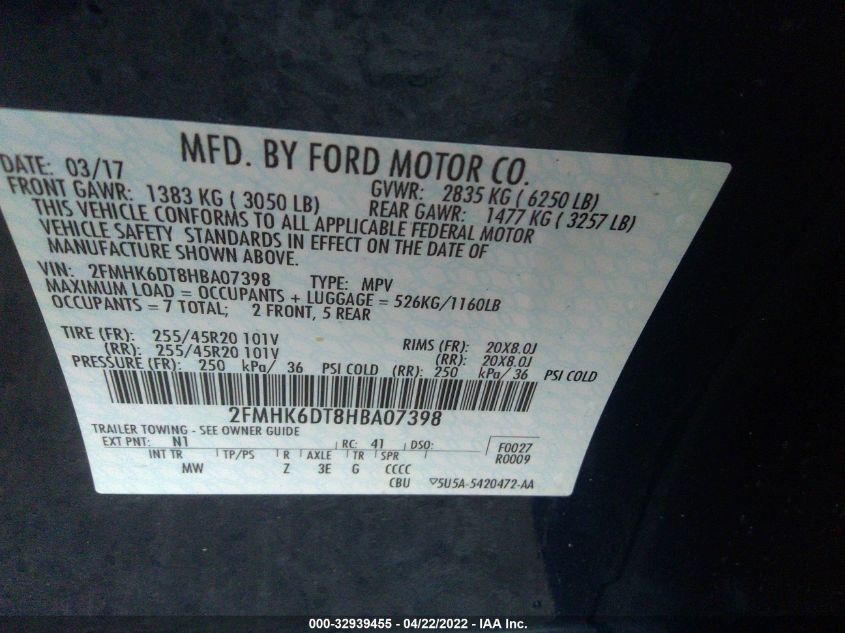 MFD. BY FORD MOTOR CO.
DATE: 03/17 GVWR: 2835 KG ( 6250 LB)
FRONT GAWR: 1383 KG ( 3050 LB) REAR GAWR: 1477 KG ( 3257 LB)
THIS VEHICLE CONFORMS TO ALL APPLICABLE FEDERAL MOTOR
VEHICLE SAFETY STANDARDS IN EFFECT ON THE DATE OF
MANUFACTURE SHOWN ABOVE.
VIN: 2FMHK6DT8HBA07398 TYPE: MPV
MAXIMUM LOAD = OCCUPANTS + LUGGAGE = 526KG/1160LB
OCCUPANTS = 7 TOTAL; 2 FRONT, 5 REAR
TIRE (FR): 255/45R20 101V RIMS (FR): 20X8.0J
(RR): 255/45R20 101V (RR): 20X8.0J
PRESSURE (FR): 250 kPa/ 36 PSI COLD (RR): 250 kPa/ 36 PSI COLD
2FMHK6DT8HBA07398
TRAILER TOWING - SEE OWNER GUIDE
EXT PNT: N1 RC: 41 DSO: F0027
R0009
INT TR TP/PS R AXLE TR SPR
MW Z 3E G CCCC
CBU ▽5U5A-5420472-AA
000-32939455 - 04/22/2022 - IAA Inc.